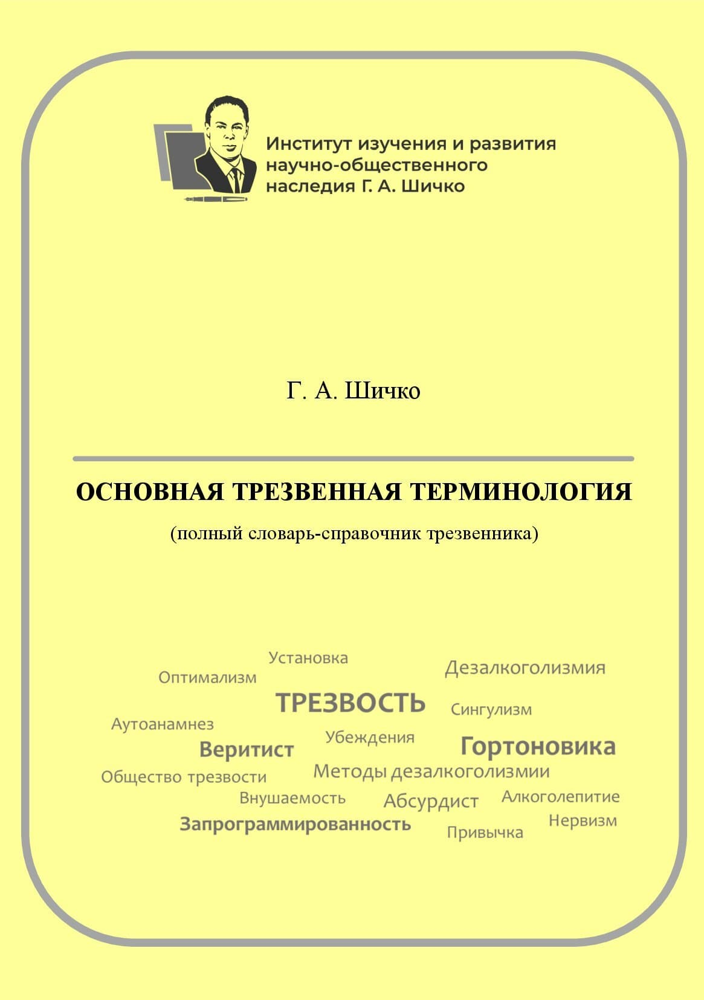 Институт изучения и развития
научно-общественного
наследия Г. А. Шичко
Г. А. Шичко
ОСНОВНАЯ ТРЕЗВЕННАЯ ТЕРМИНОЛОГИЯ
(полный словарь-справочник трезвенника)
Установка
Дезалкоголизмия
Оптимализм
ТРЕЗВОСТЬ
Сингулизм
Аутоанамнез
Убеждения
Веритист
Гортоновика
Общество трезвости
Методы дезалкоголизмии
Внушаемость
Абсурдист
Алкоголепитие
Запрограммированность
Привычка
Нервизм